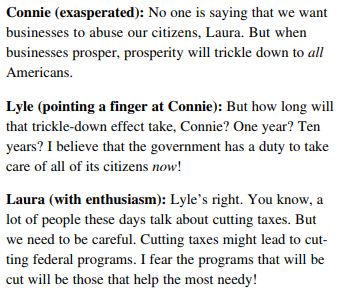 Connie (exasperated): No one is saying that we want
businesses to abuse our citizens, Laura. But when
businesses prosper, prosperity will trickle down to all
Americans.
Lyle (pointing a finger at Connie): But how long will
that trickle-down effect take, Connie? One year? Ten
years? I believe that the government has a duty to take
care of all of its citizens now!
Laura (with enthusiasm): Lyle’s right. You know, a
lot of people these days talk about cutting taxes. But
we need to be careful. Cutting taxes might lead to cut-
ting federal programs. I fear the programs that will be
cut will be those that help the most needy!